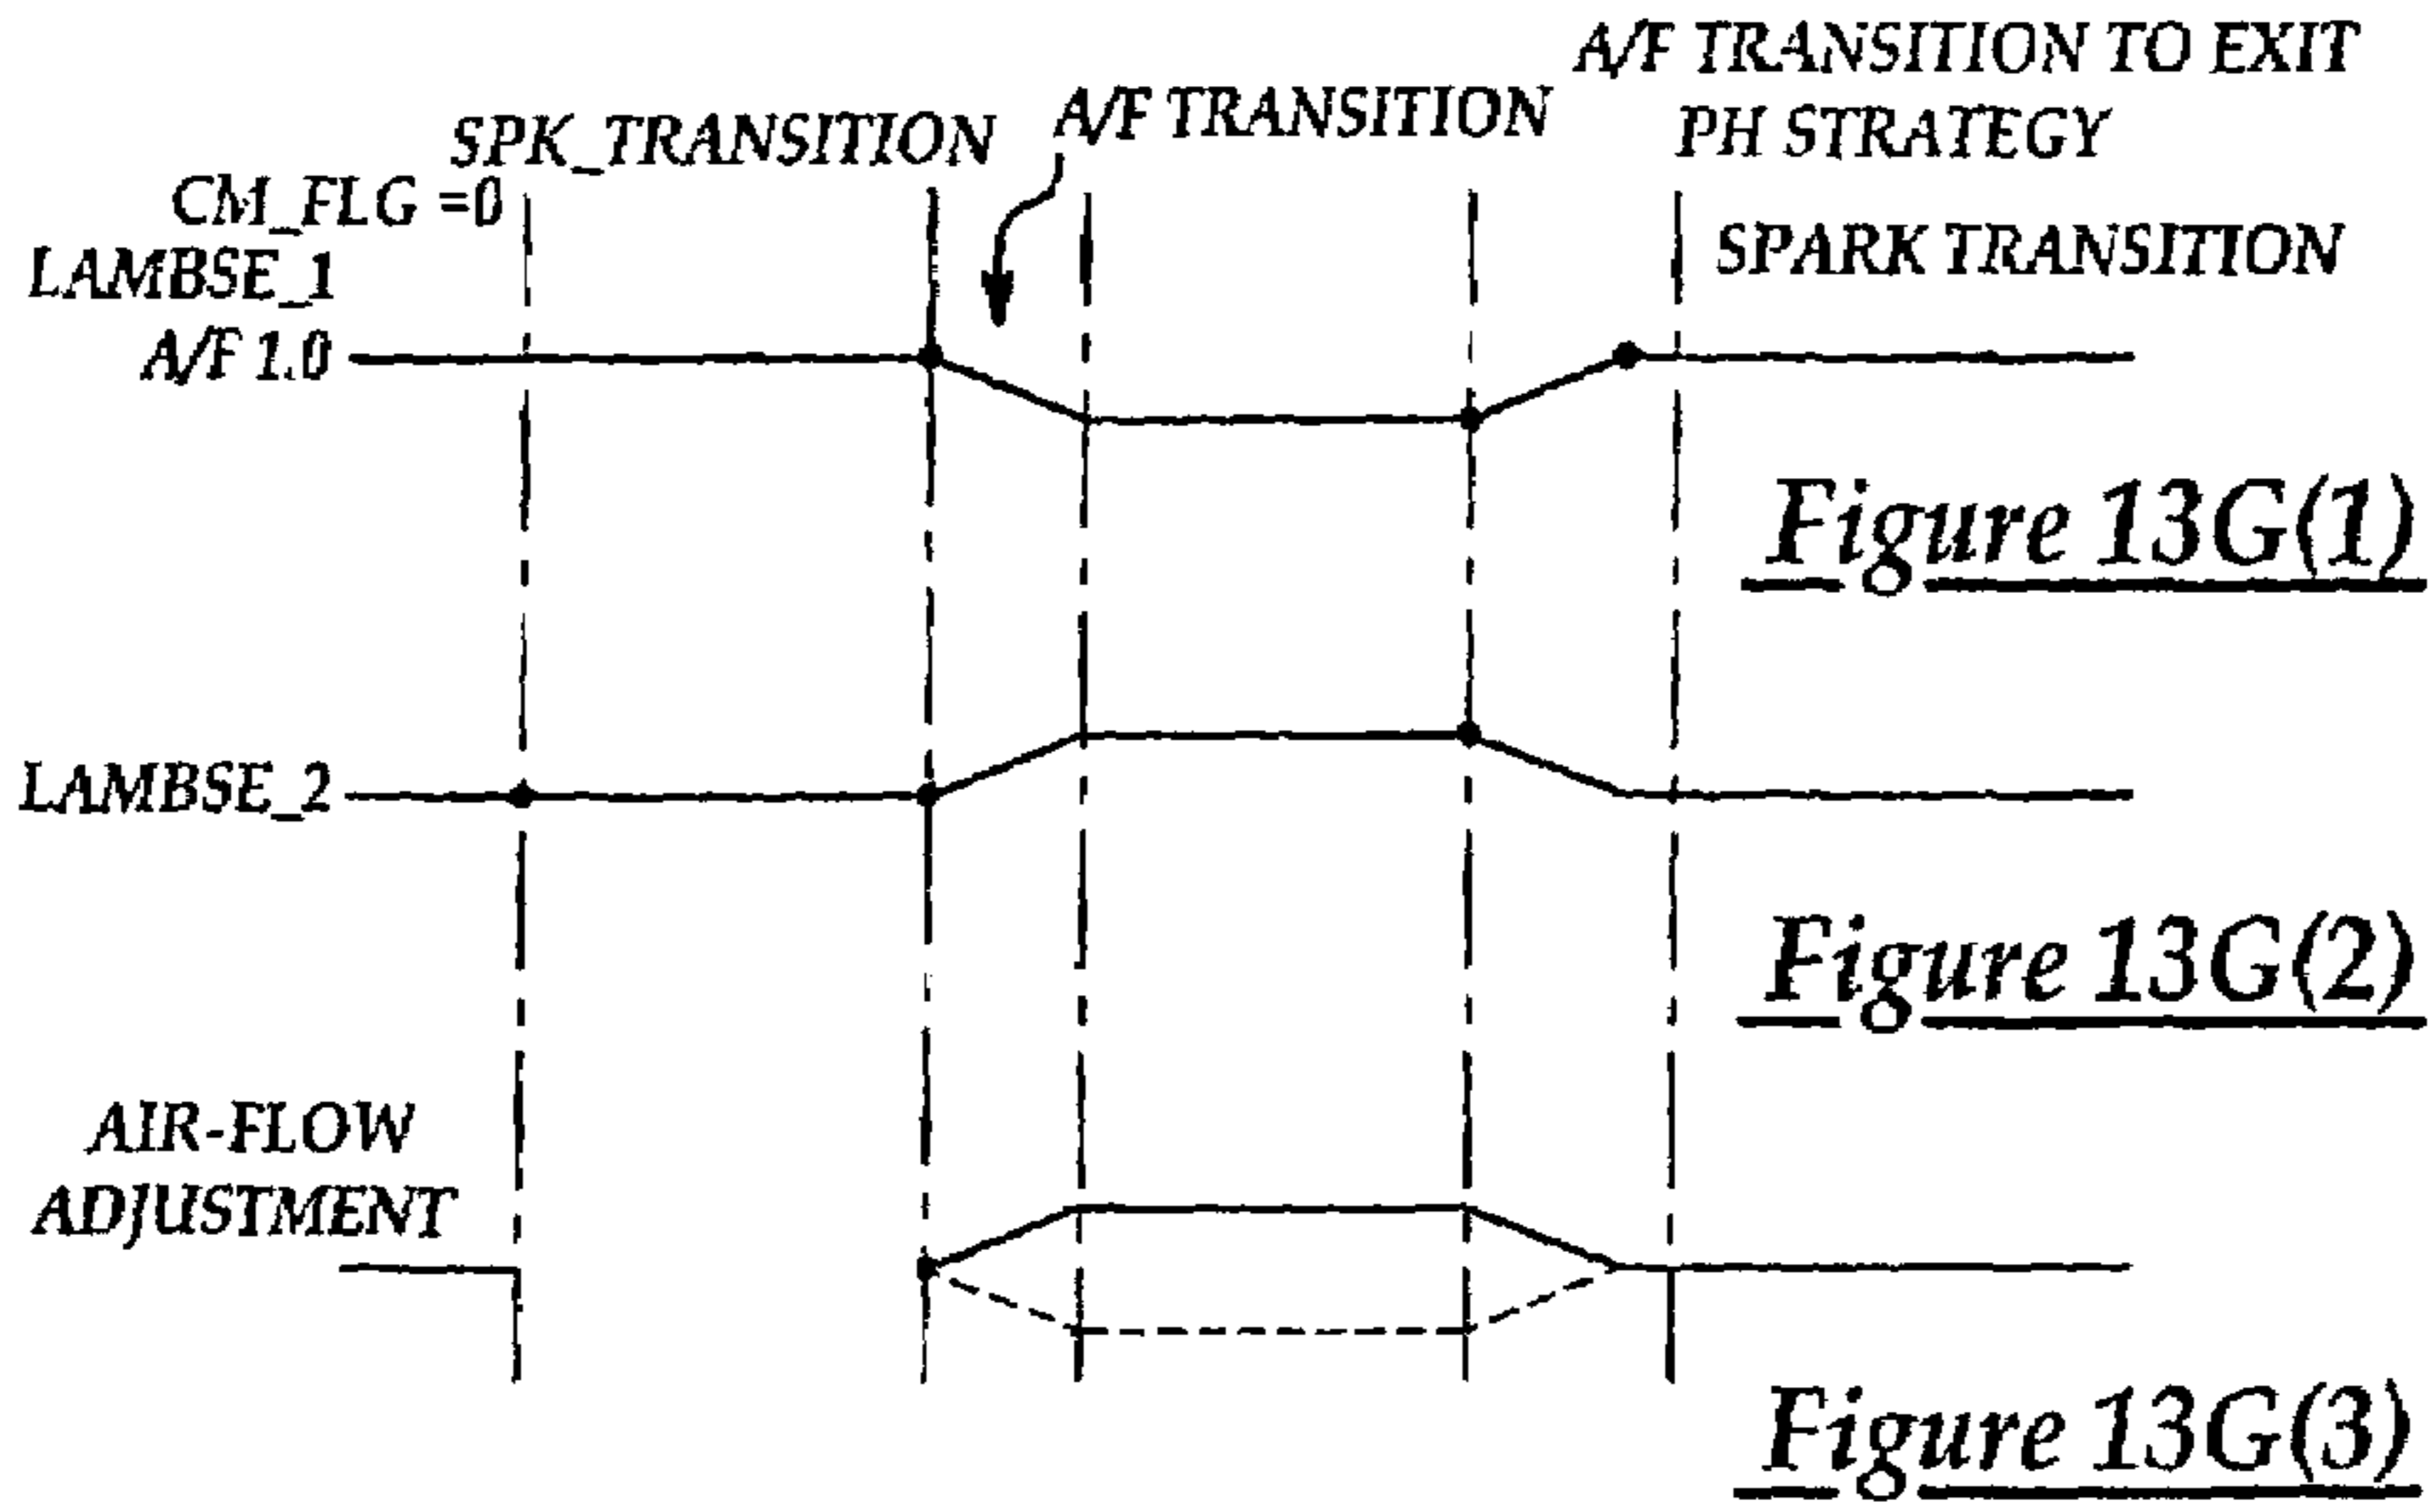 A/F TRANSITION TO EXIT
PH STRATEGY
A/F TRANSITION
SPK_TRANSITION
CM_FLG =0
SPARK TRANSITION
LAMBSE_1
A/F 1.0
Figure 13G(1)
LAMBSE_2
Figure 13G(2)
AIR-FLOW
ADJUSTMENT
Figure 13G(3)